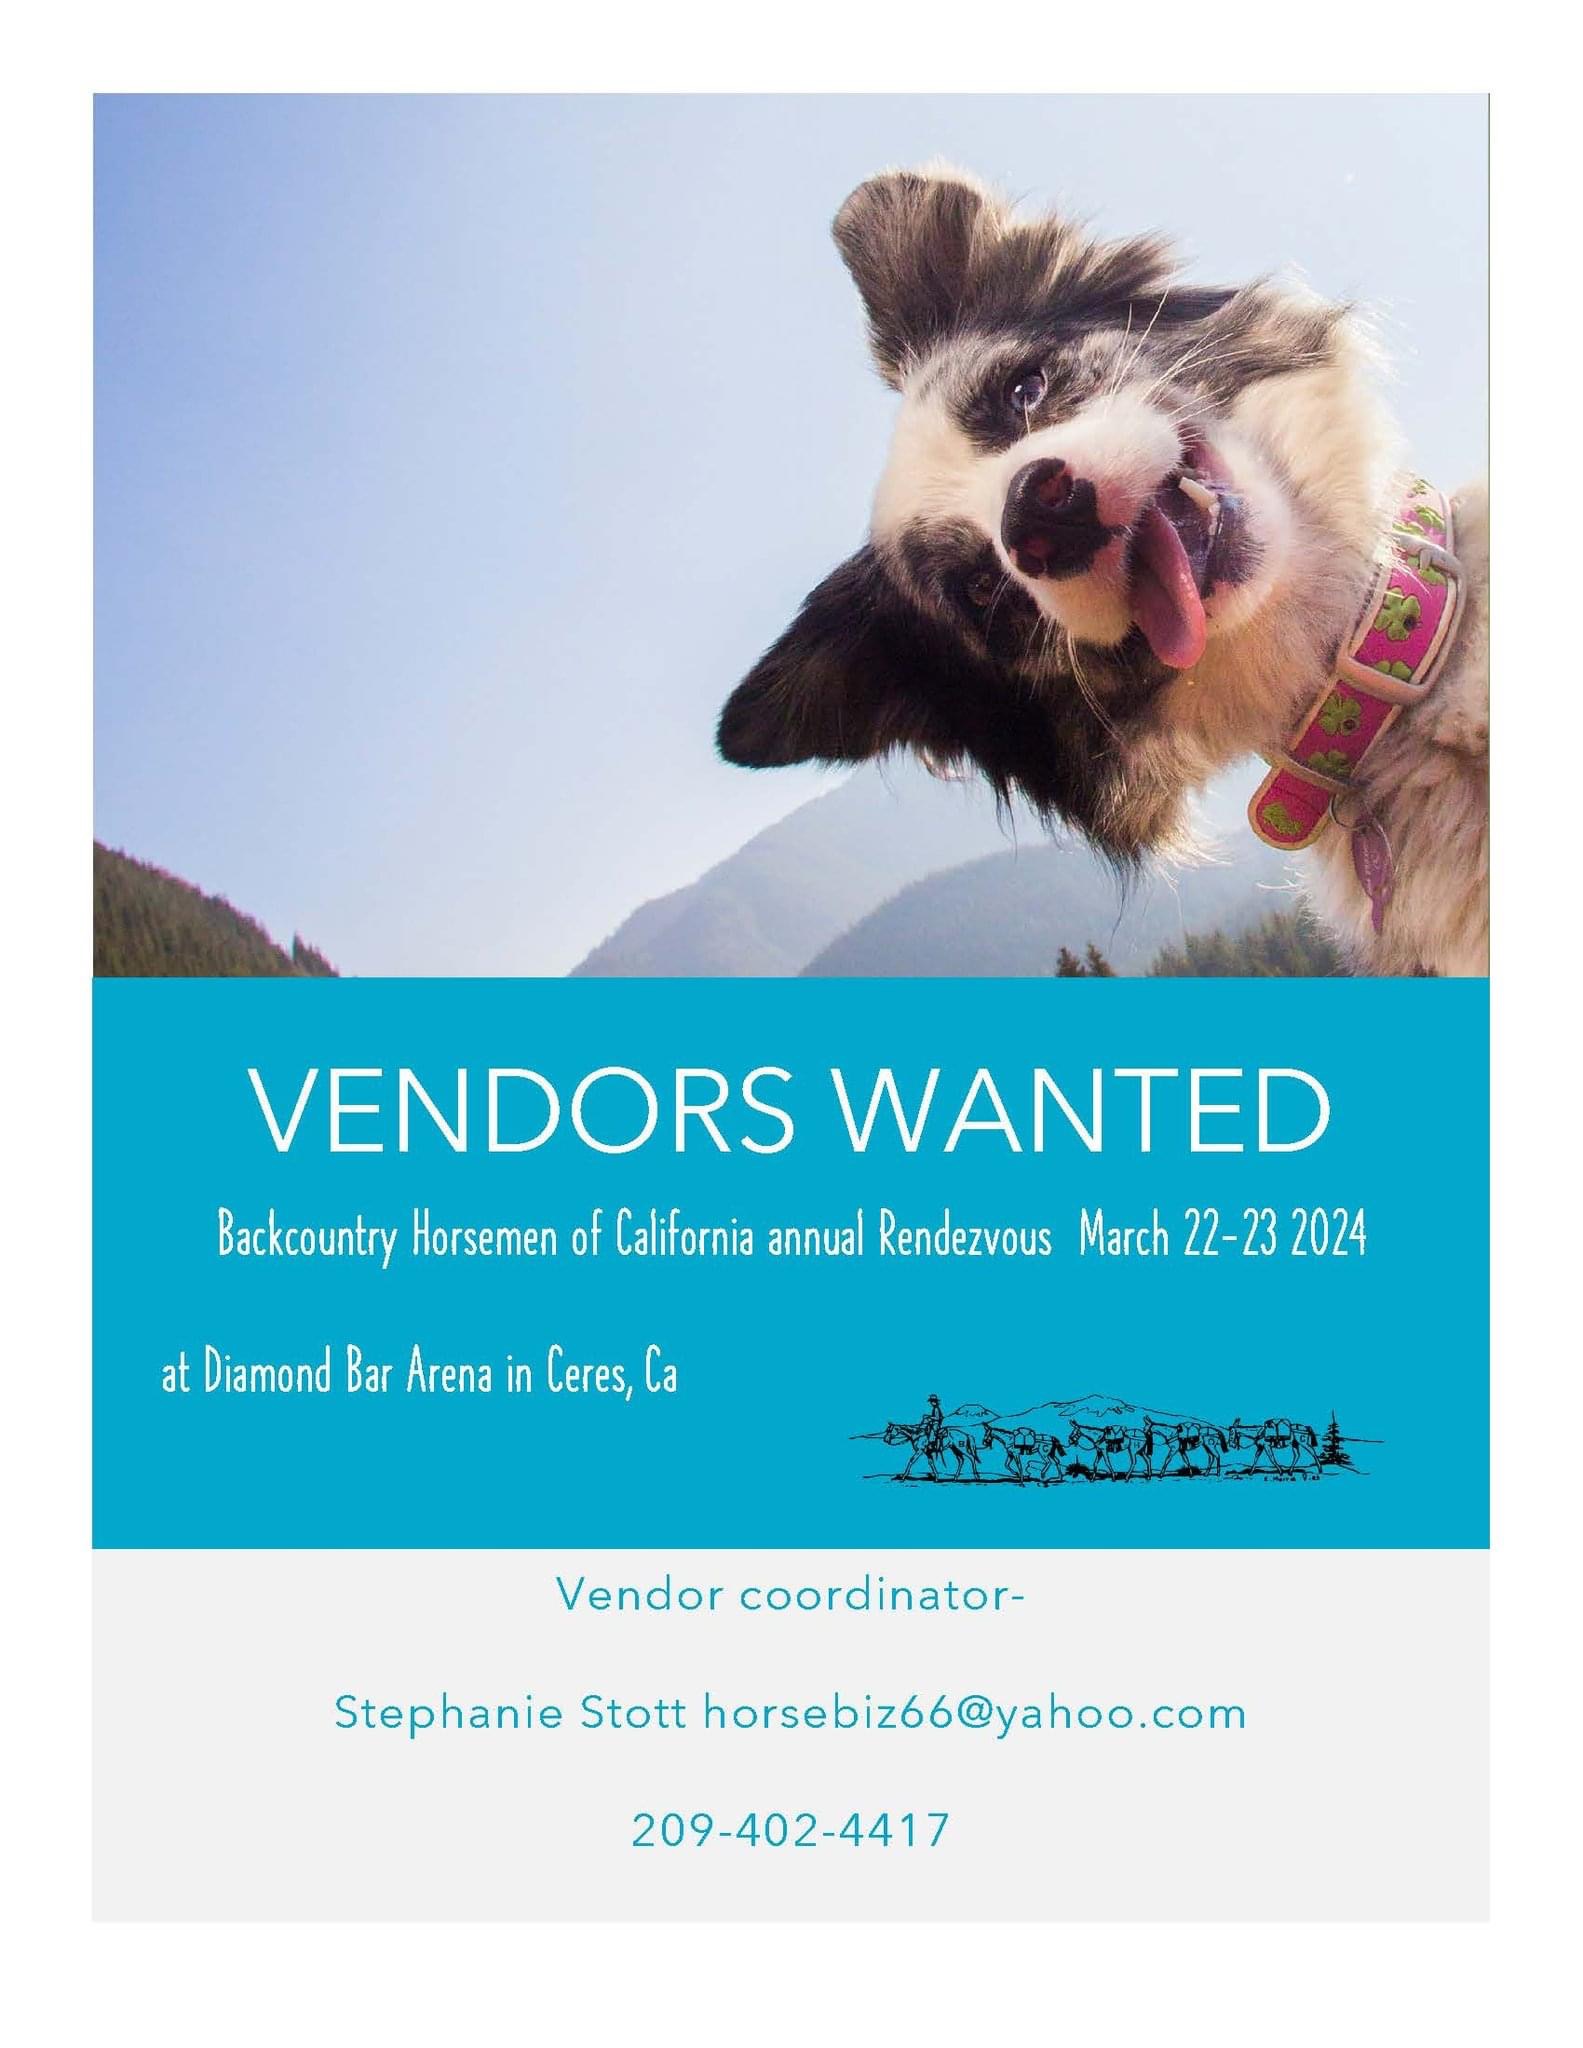 VENDORS WANTED
Backcountry Horsemen of California annual Rendezvous March 22-23 2024
at Diamond Bar Arena in Ceres, Ca
Vendor coordinator-
Stephanie Stott horsebiz66@yahoo.com
209-402-4417